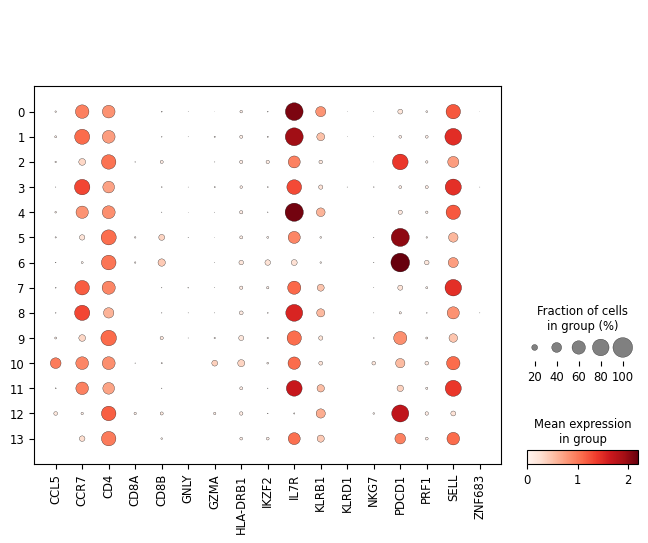 0
1
2
3
4
5
6
7
8
9
10
11
12
13
CCL5
CCR7
CD4
CD8A
CD8B
GNLY
GZMA
HLA-DRB1
IKZF2
IL7R
KLRB1
KLRD1
NKG7
PDCD1
PRF1
SELL
ZNF683
Fraction of cells
in group (%)
20 40 60 80 100
Mean expression
in group
0 1 2